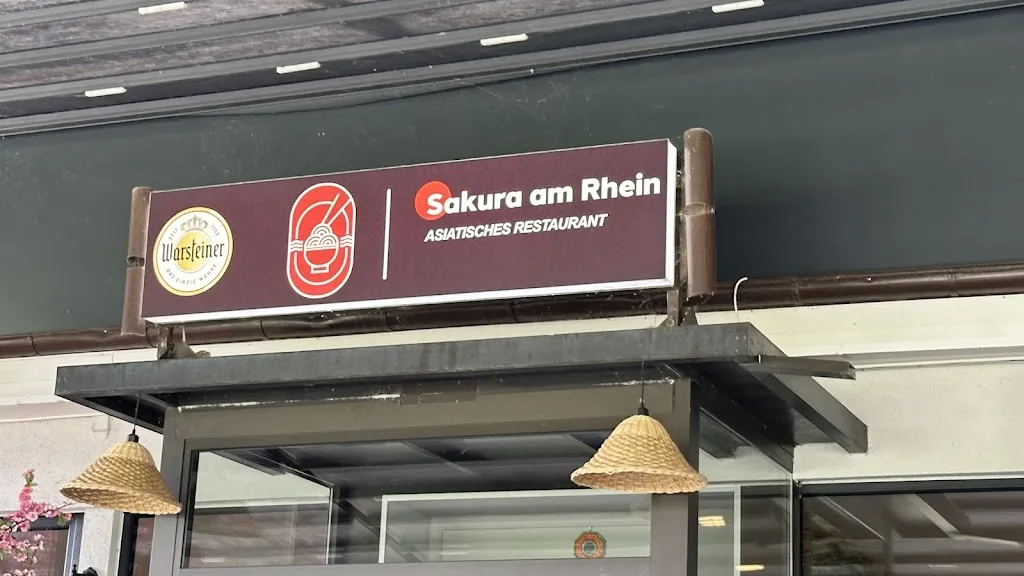 Warsteiner
Sakura am Rhein
ASIATISCHES RESTAURANT